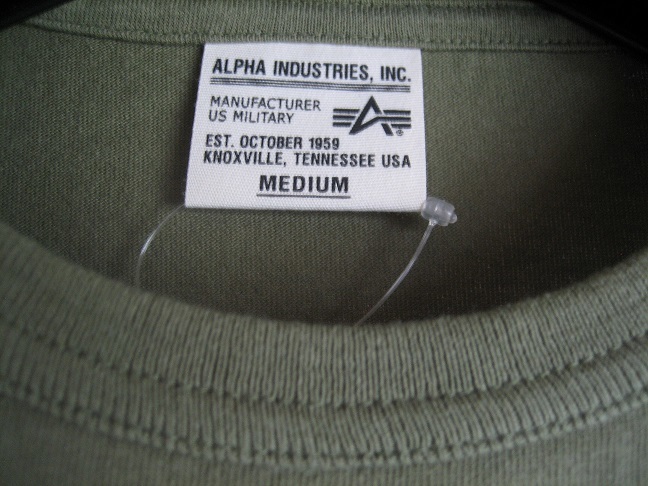 ALPHA INDUSTRIES, INC.
MANUFACTURER
US MILITARY
EST. OCTOBER 1959
KNOXVILLE, TENNESSEE USA
MEDIUM